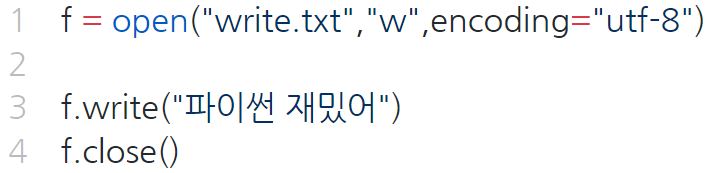 1 f = open("write.txt","w",encoding="utf-8")
2
3 f.write("파이썬 재밌어")
4 f.close()